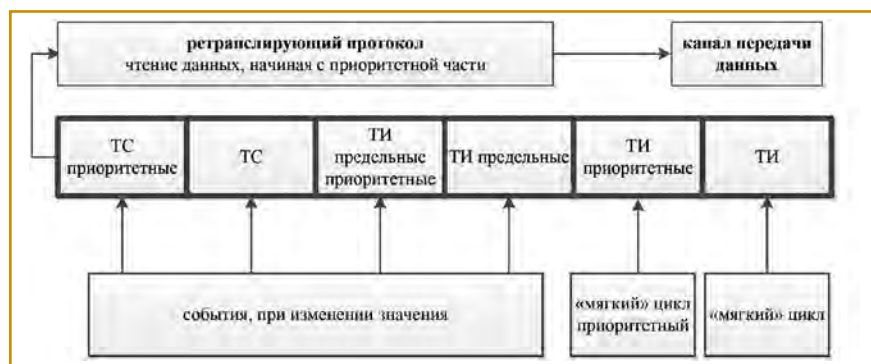 ретранслирующий протокол
чтение данных, начиная с приоритетной части
канал передачи
данных
ТС
приоритетные
ТС
ТИ
предельные
приоритетные
ТИ предельные
ТИ
приоритетные
ТИ
события, при изменении значения
«мягкий» цикл
приоритетный
«мягкий» цикл